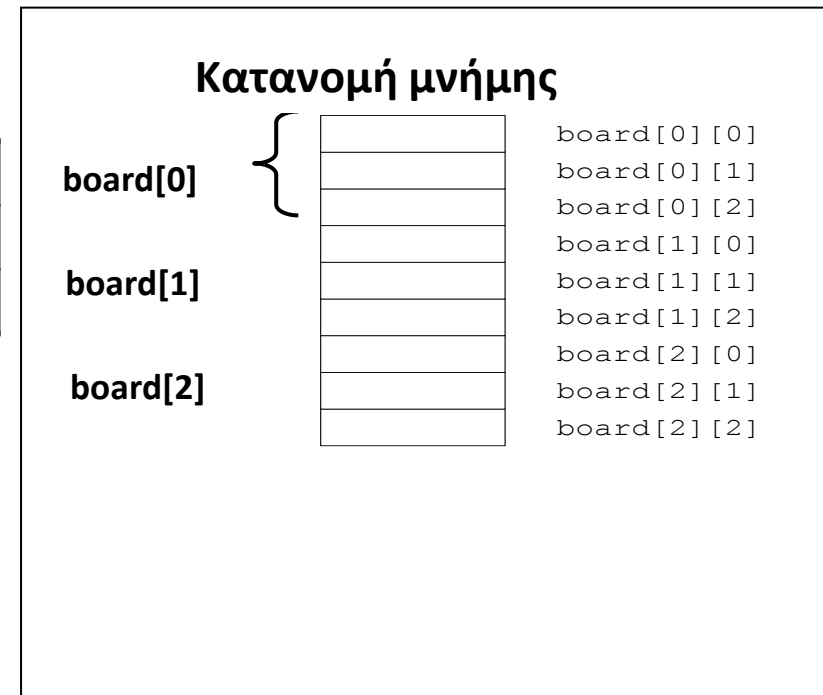 Κατανομή μνήμης
board[0][0]
board[0]
board[0][1]
board[0][2]
board[1][0]
board[1]
board[1][1]
board[1][2]
board[2][0]
board[2]
board[2][1]
board[2][2]